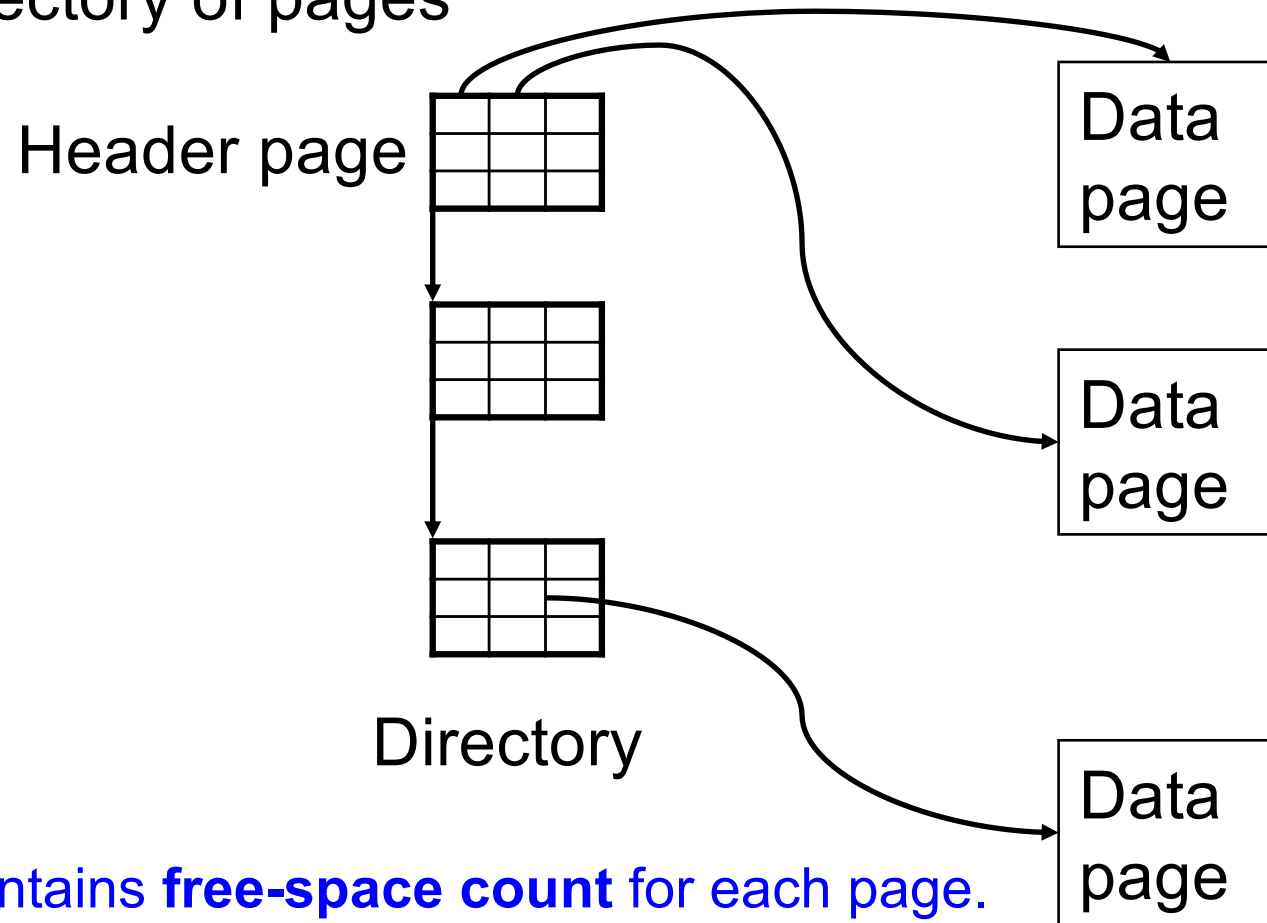 ectory of pages
Header page
Data
page
Data
page
Directory
Data
page
ntains free-space count for each page.